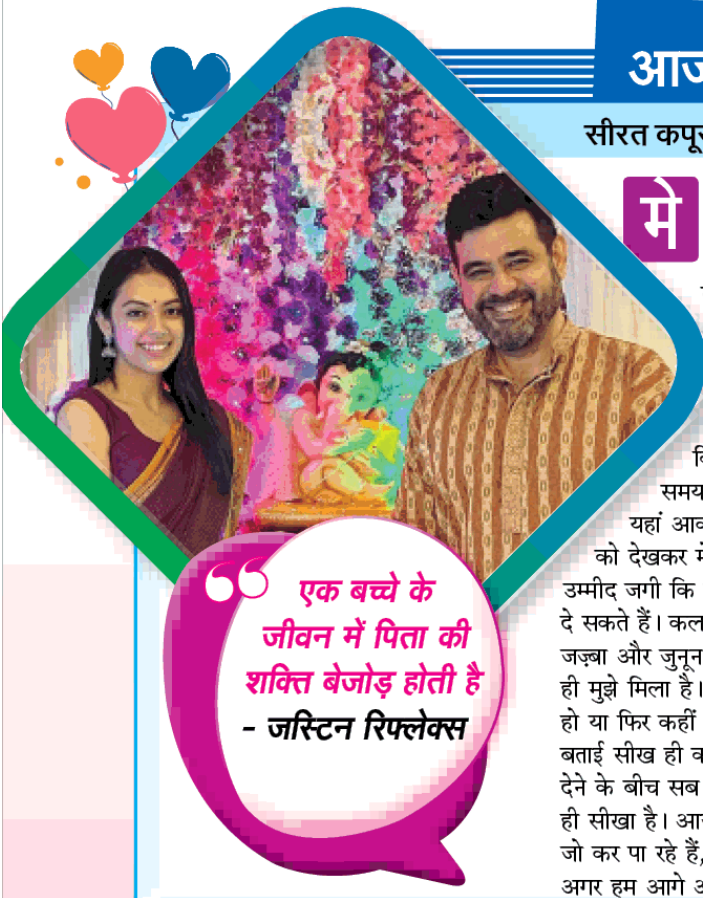 आज
सीरत कपूर
मे
समय
यहां
को देखकर
उम्मीद जगी कि
दे सकते हैं। कल
जज़्बा और जुनून
ही मुझे मिला है।
हो या फिर कहीं
बताई सीख ही
देने के बीच सब
ही सीखा है।
जो कर पा रहे हैं,
अगर हम आगे
एक बच्चे के
जीवन में पिता की
शक्ति बेजोड़ होती है
- जस्टिन रिफ्लेक्स